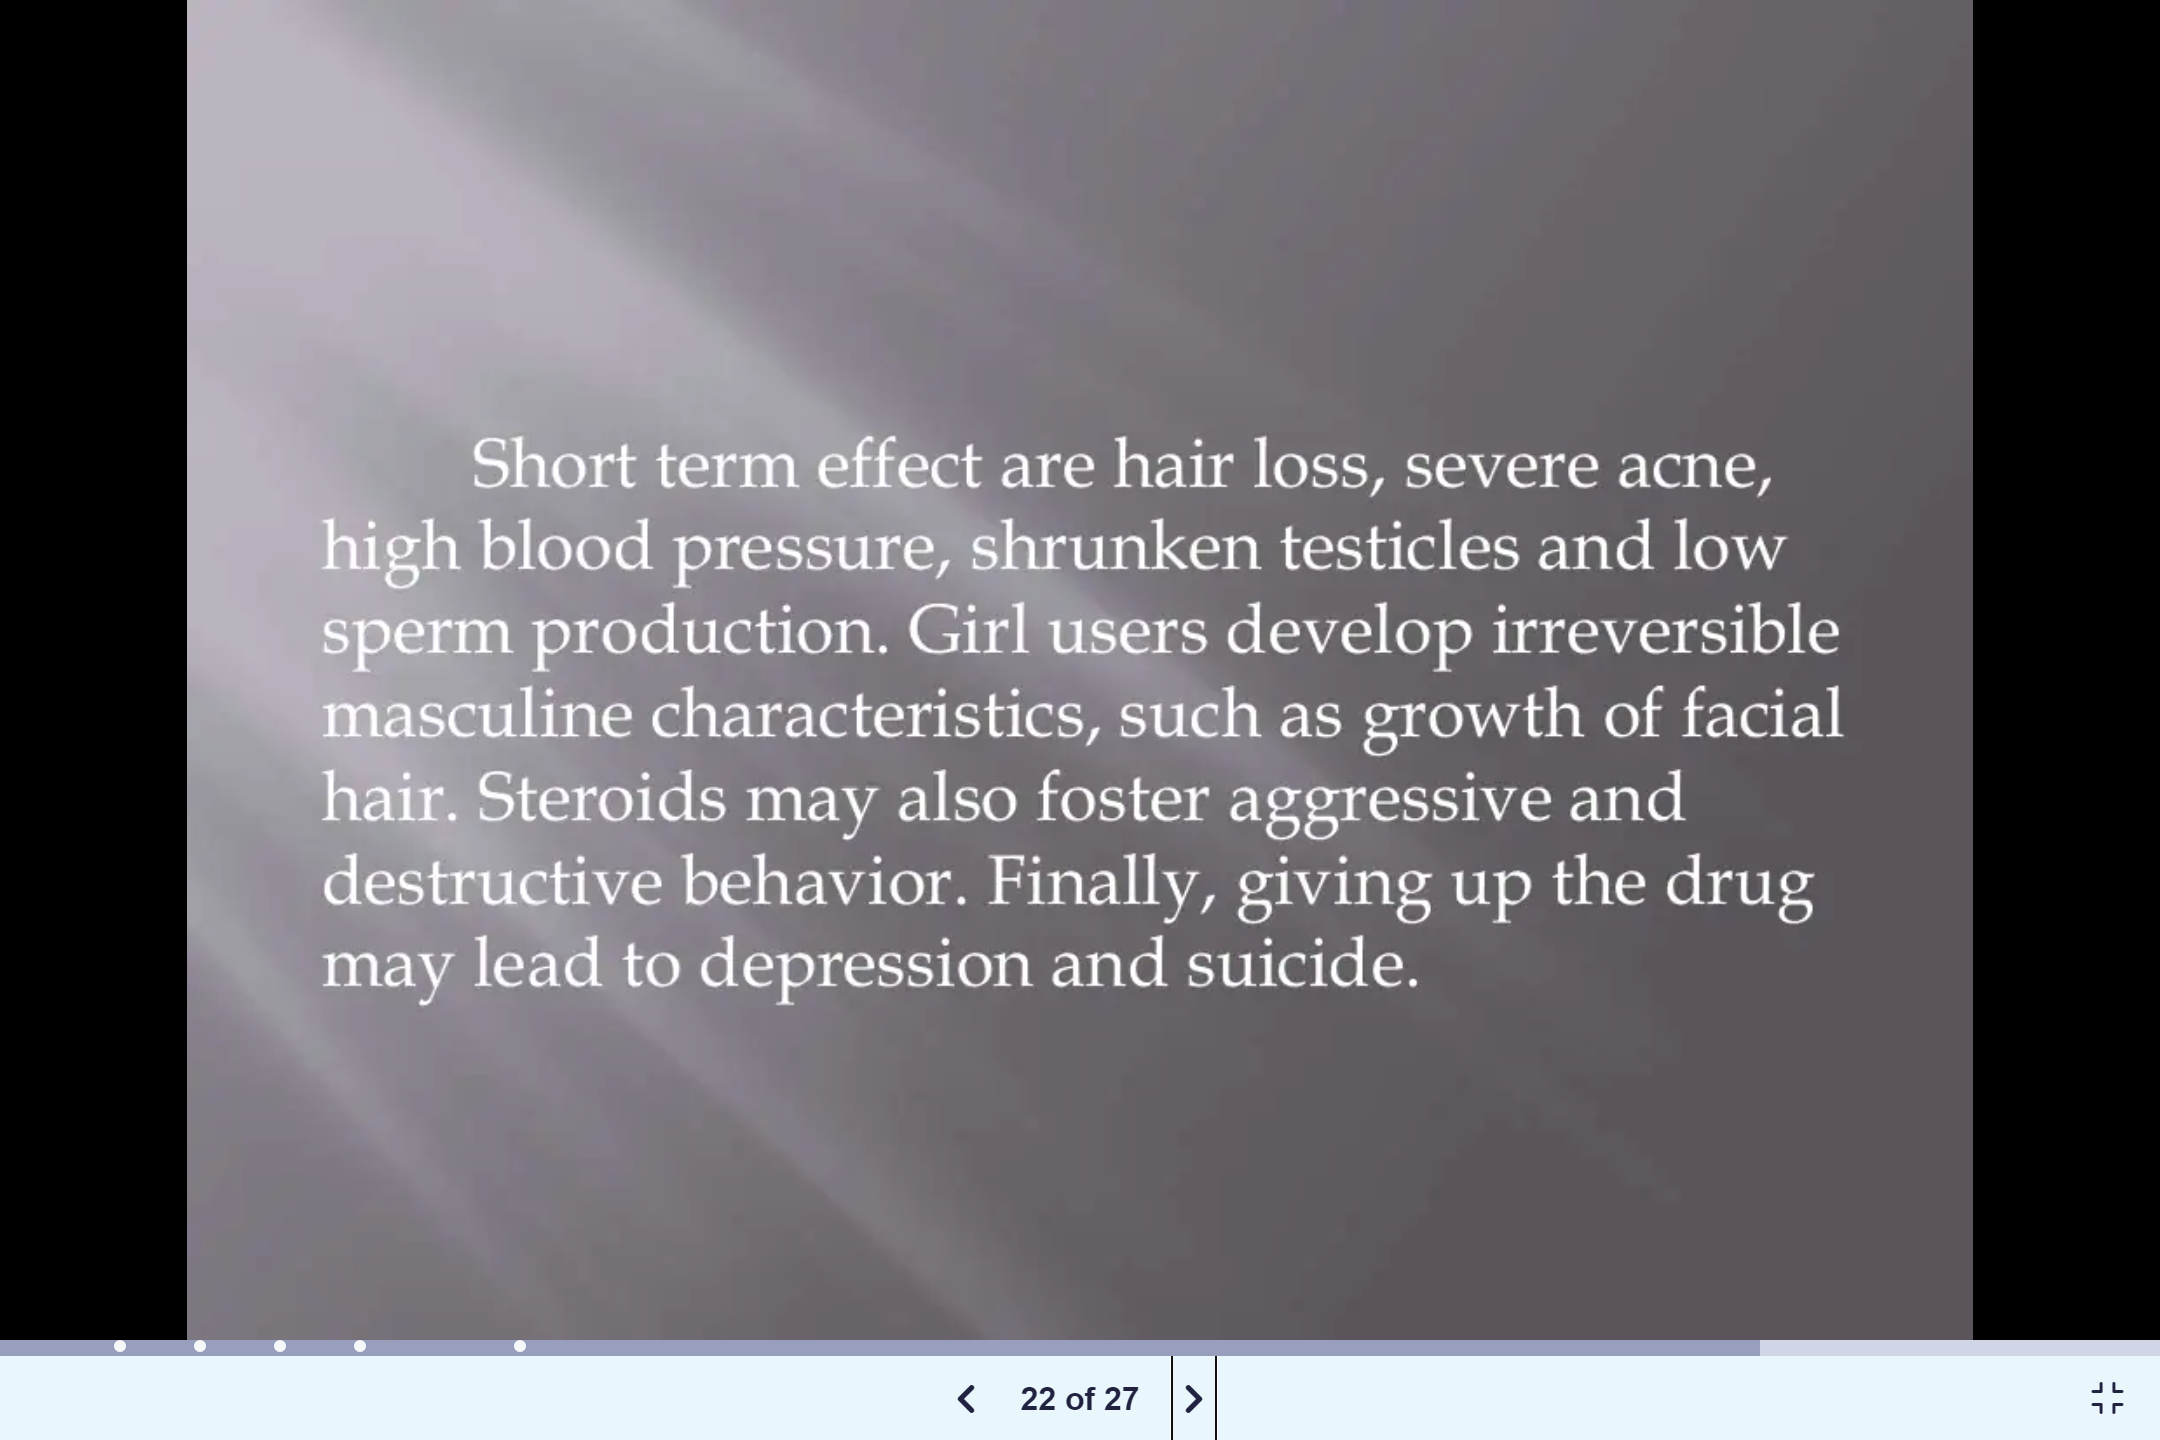 Short term effect are hair loss, severe acne,
high blood pressure, shrunken testicles and low
sperm production. Girl users develop irreversible
masculine characteristics, such as growth of facial
hair. Steroids may also foster aggressive and
destructive behavior. Finally, giving up the drug
may lead to depression and suicide.
22 of 27